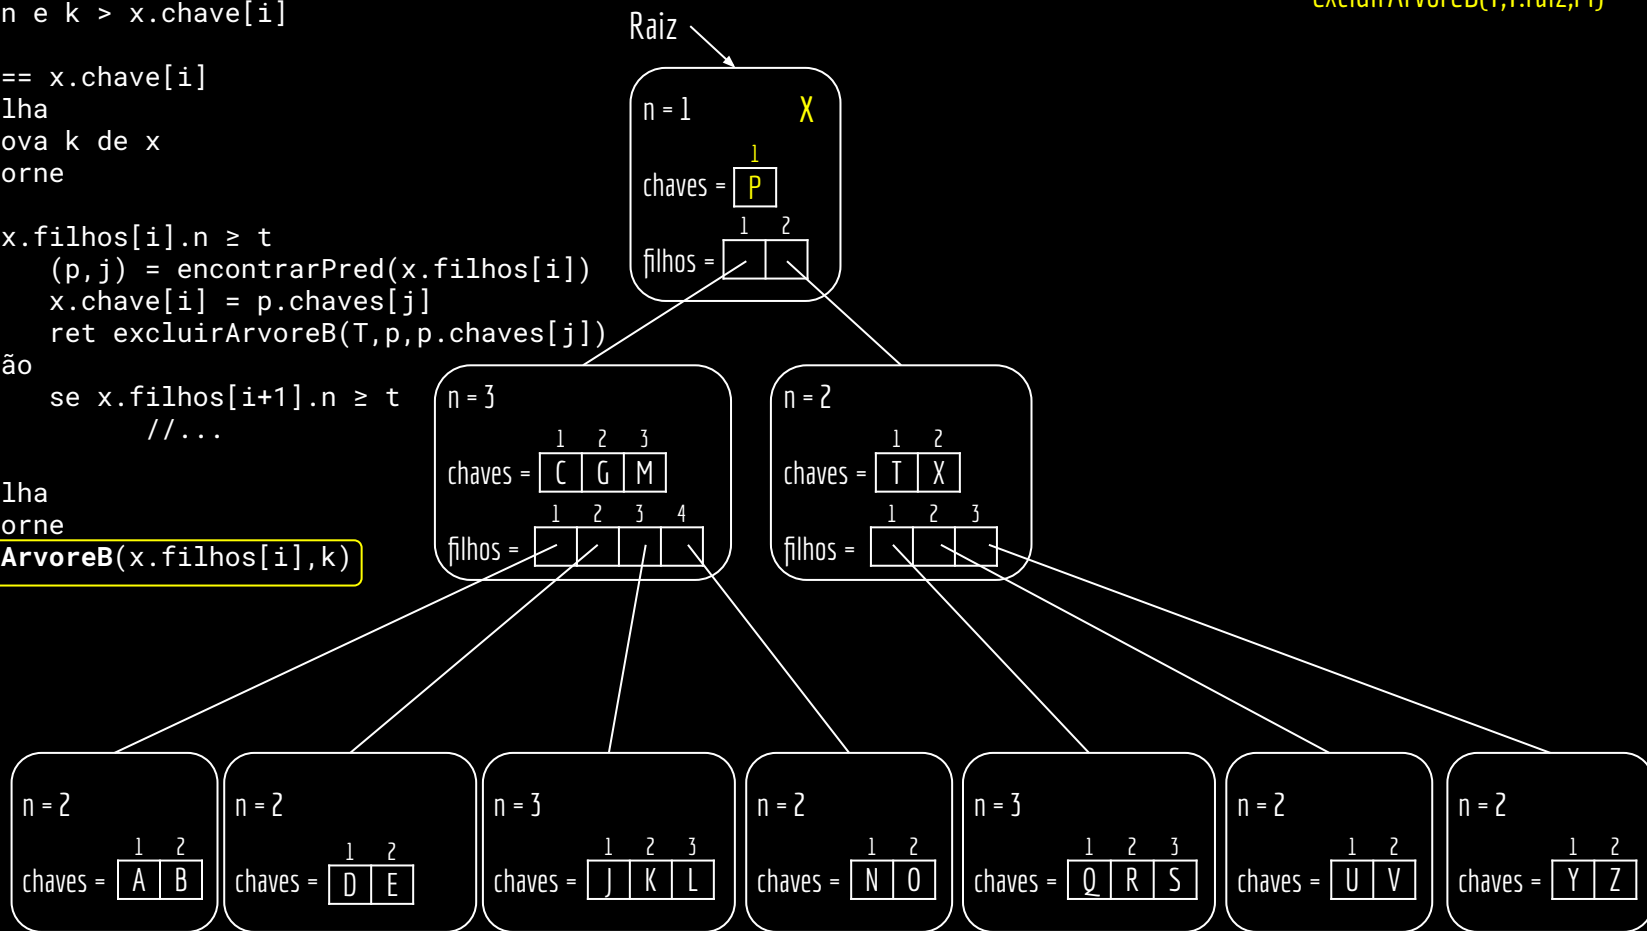 n e k > x.chave[i]
== x.chave[i]
lha
ova k de x
orne
x.filhos[i].n ≥ t
(p,j) = encontrarPred(x.filhos[i])
x.chave[i] = p.chaves[j]
ret excluirArvoreB(T,p,p.chaves[j])
ão
se x.filhos[i+1].n ≥ t
//...
lha
orne
ArvoreB(x.filhos[i],k)
Raiz
n = 1 X
1
chaves = P
1 2
filhos =
n = 3
1 2 3
chaves = C G M
1 2 3 4
filhos =
n = 2
1 2
chaves = T X
1 2 3
filhos =
n = 2
1 2
chaves = A B
n = 2
1 2
chaves = D E
n = 3
1 2 3
chaves = J K L
n = 2
1 2
chaves = N O
n = 3
1 2 3
chaves = Q R S
n = 2
1 2
chaves = U V
n = 2
1 2
chaves = Y Z